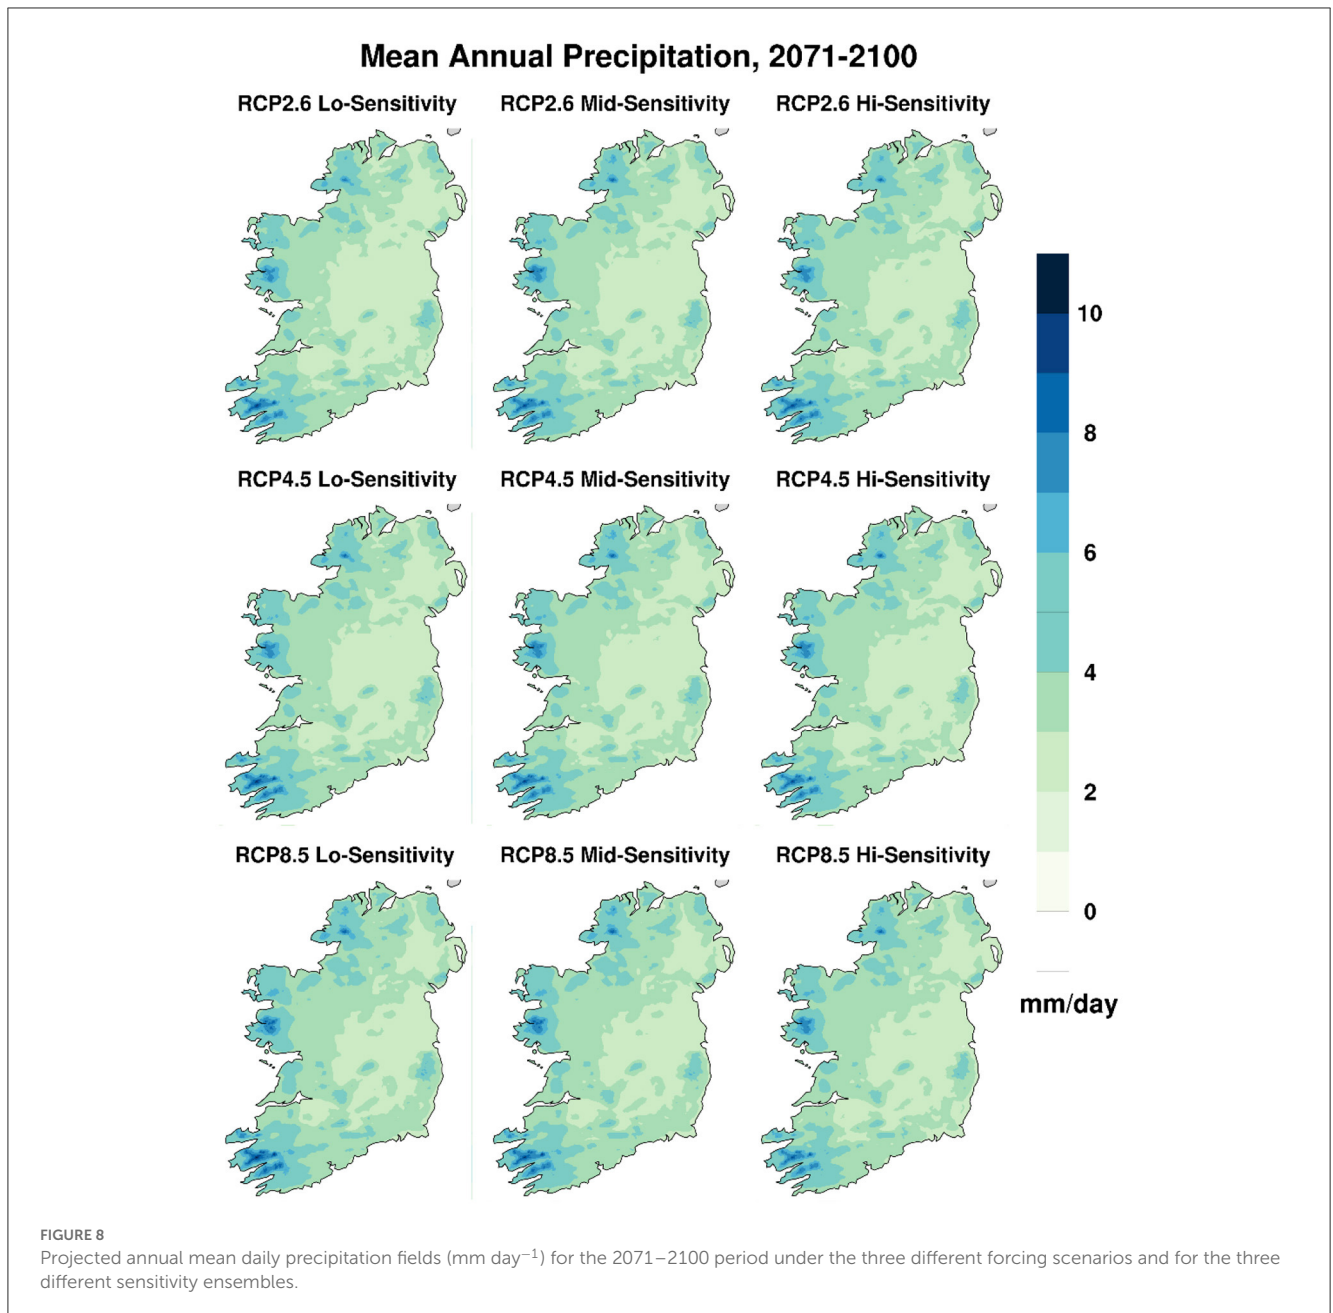 Mean Annual Precipitation, 2071-2100
RCP2.6 Lo-Sensitivity
RCP2.6 Mid-Sensitivity
RCP2.6 Hi-Sensitivity
RCP4.5 Lo-Sensitivity
RCP4.5 Mid-Sensitivity
RCP4.5 Hi-Sensitivity
RCP8.5 Lo-Sensitivity
RCP8.5 Mid-Sensitivity
RCP8.5 Hi-Sensitivity
10
8
6
4
2
0
mm/day
FIGURE 8
Projected annual mean daily precipitation fields (mm day⁻¹) for the 2071–2100 period under the three different forcing scenarios and for the three
different sensitivity ensembles.